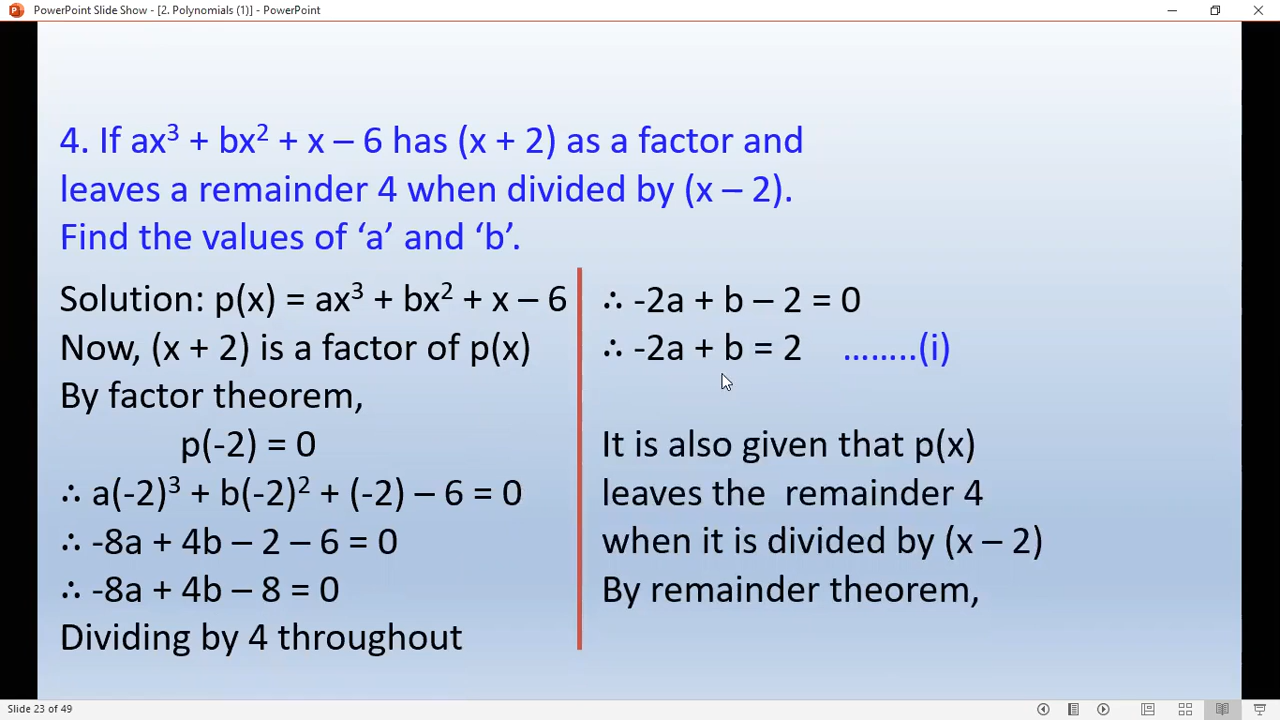 PowerPoint Slide Show - [2. Polynomials (1)] - PowerPoint
4. If ax³ + bx² + x – 6 has (x + 2) as a factor and
leaves a remainder 4 when divided by (x – 2).
Find the values of ‘a’ and ‘b’.
Solution: p(x) = ax³ + bx² + x – 6
Now, (x + 2) is a factor of p(x)
By factor theorem,
p(-2) = 0
∴ a(-2)³ + b(-2)² + (-2) – 6 = 0
∴ -8a + 4b – 2 – 6 = 0
∴ -8a + 4b – 8 = 0
Dividing by 4 throughout
∴ -2a + b – 2 = 0
∴ -2a + b = 2 ……..(i)
It is also given that p(x)
leaves the remainder 4
when it is divided by (x – 2)
By remainder theorem,
Slide 23 of 49